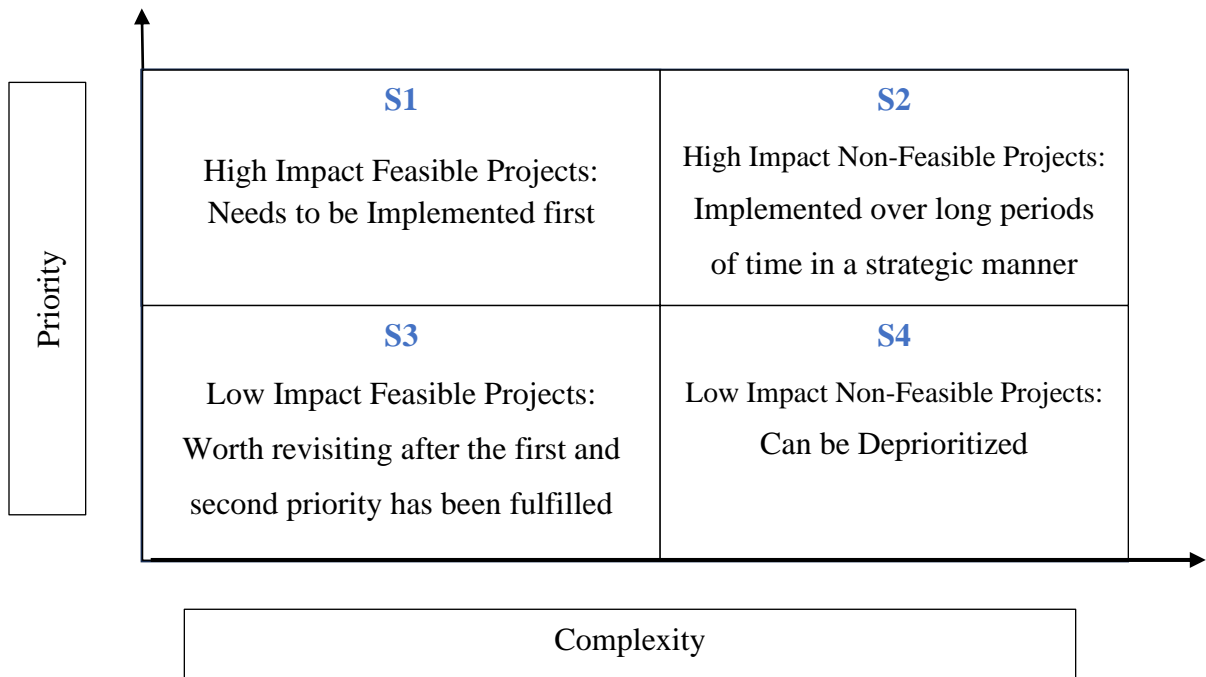 Priority
S1
High Impact Feasible Projects:
Needs to be Implemented first
S2
High Impact Non-Feasible Projects:
Implemented over long periods
of time in a strategic manner
S3
Low Impact Feasible Projects:
Worth revisiting after the first and
second priority has been fulfilled
S4
Low Impact Non-Feasible Projects:
Can be Deprioritized
Complexity